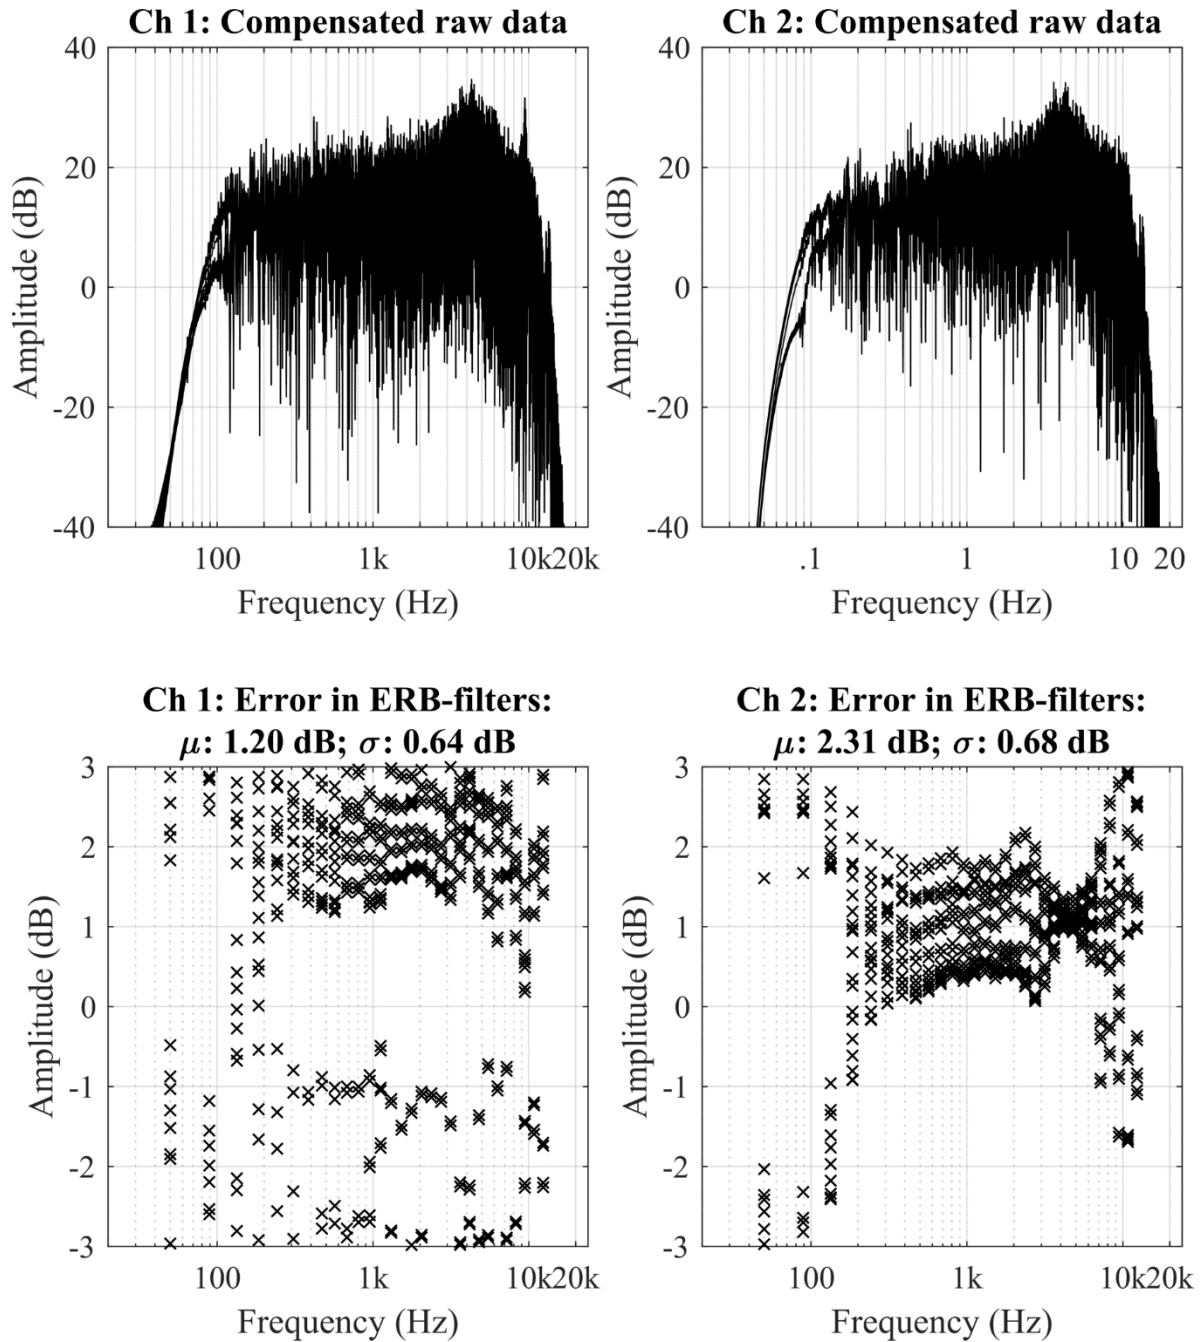 Ch 1: Compensated raw data
40
20
0
-20
-40
Amplitude (dB)
100 1k 10k20k
Frequency (Hz)
Ch 2: Compensated raw data
40
20
0
-20
-40
Amplitude (dB)
.1 1 10 20
Frequency (Hz)
Ch 1: Error in ERB-filters:
μ: 1.20 dB; σ: 0.64 dB
3
2
1
0
-1
-2
-3
Amplitude (dB)
100 1k 10k20k
Frequency (Hz)
Ch 2: Error in ERB-filters:
μ: 2.31 dB; σ: 0.68 dB
3
2
1
0
-1
-2
-3
Amplitude (dB)
100 1k 10k20k
Frequency (Hz)